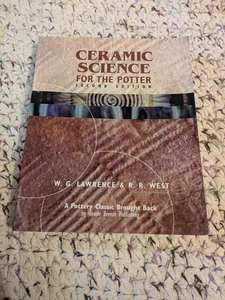 CERAMIC
SCIENCE
FOR THE POTTER
SECOND EDITION
W. G. LAWRENCE & R. R. WEST
A Pottery Classic Brought Back
by Gentle Breeze Publishing